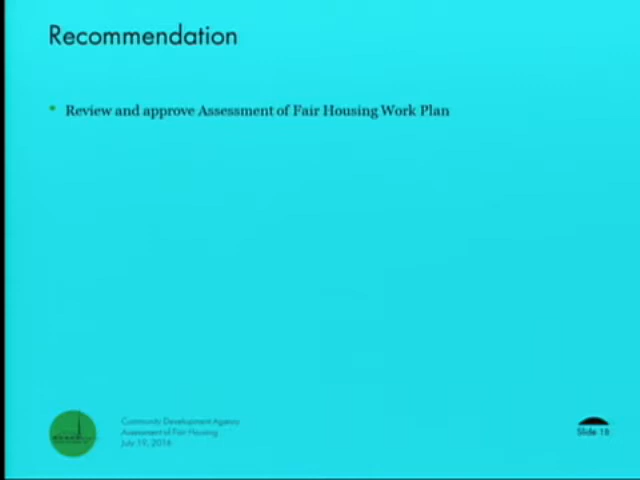 Recommendation
• Review and approve Assessment of Fair Housing Work Plan
Community Development Agency
Assessment of Fair Housing
July 19, 2016
Slide 18